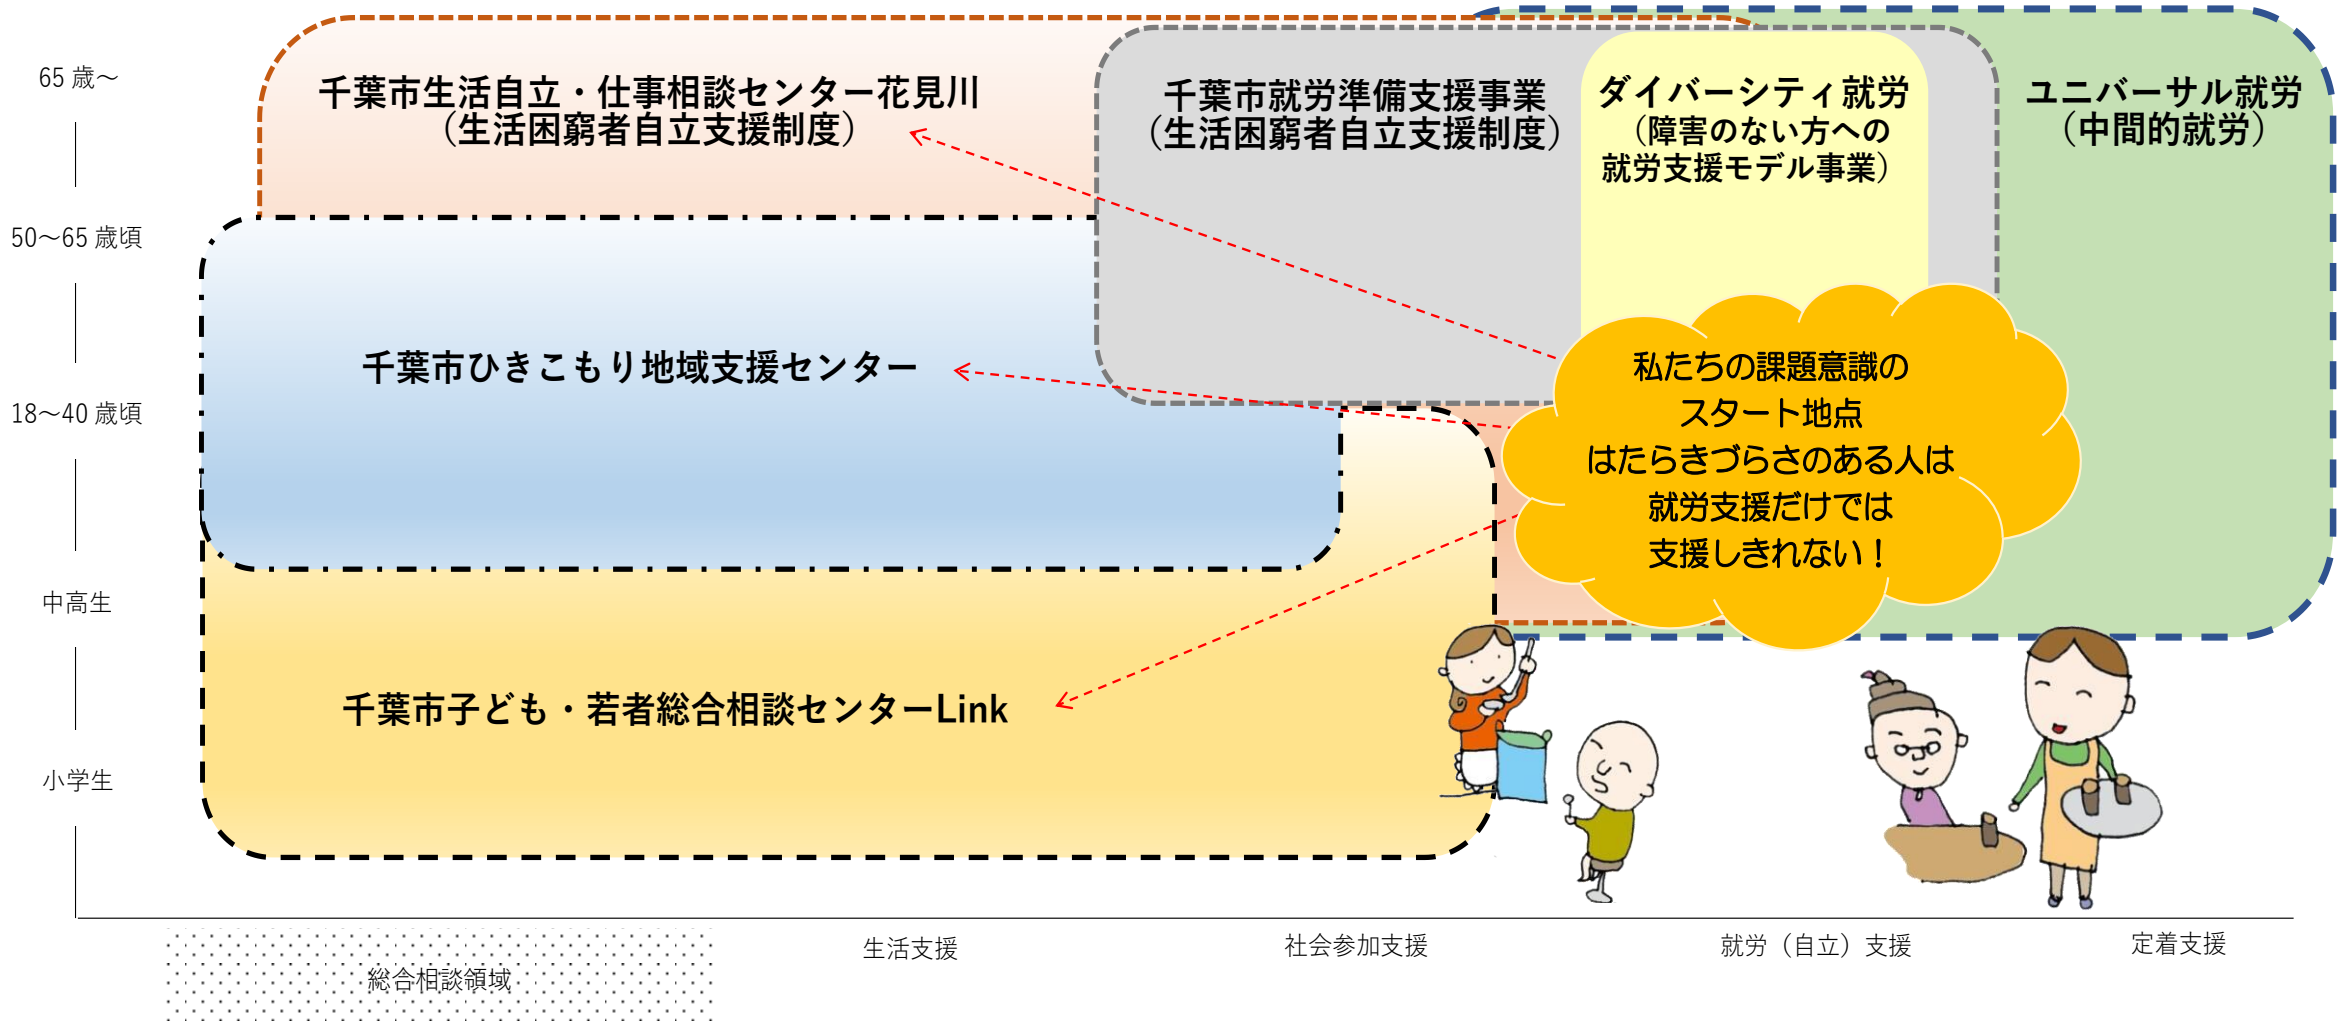 65 歳～
50～65 歳頃
18～40 歳頃
中高生
小学生
千葉市生活自立・仕事相談センター花見川
（生活困窮者自立支援制度）
千葉市就労準備支援事業
（生活困窮者自立支援制度）
ダイバーシティ就労
（障害のない方への
就労支援モデル事業）
ユニバーサル就労
（中間的就労）
千葉市ひきこもり地域支援センター
私たちの課題意識の
スタート地点
はたらきづらさのある人は
就労支援だけでは
支援しきれない！
千葉市子ども・若者総合相談センターLink
総合相談領域
生活支援
社会参加支援
就労（自立）支援
定着支援